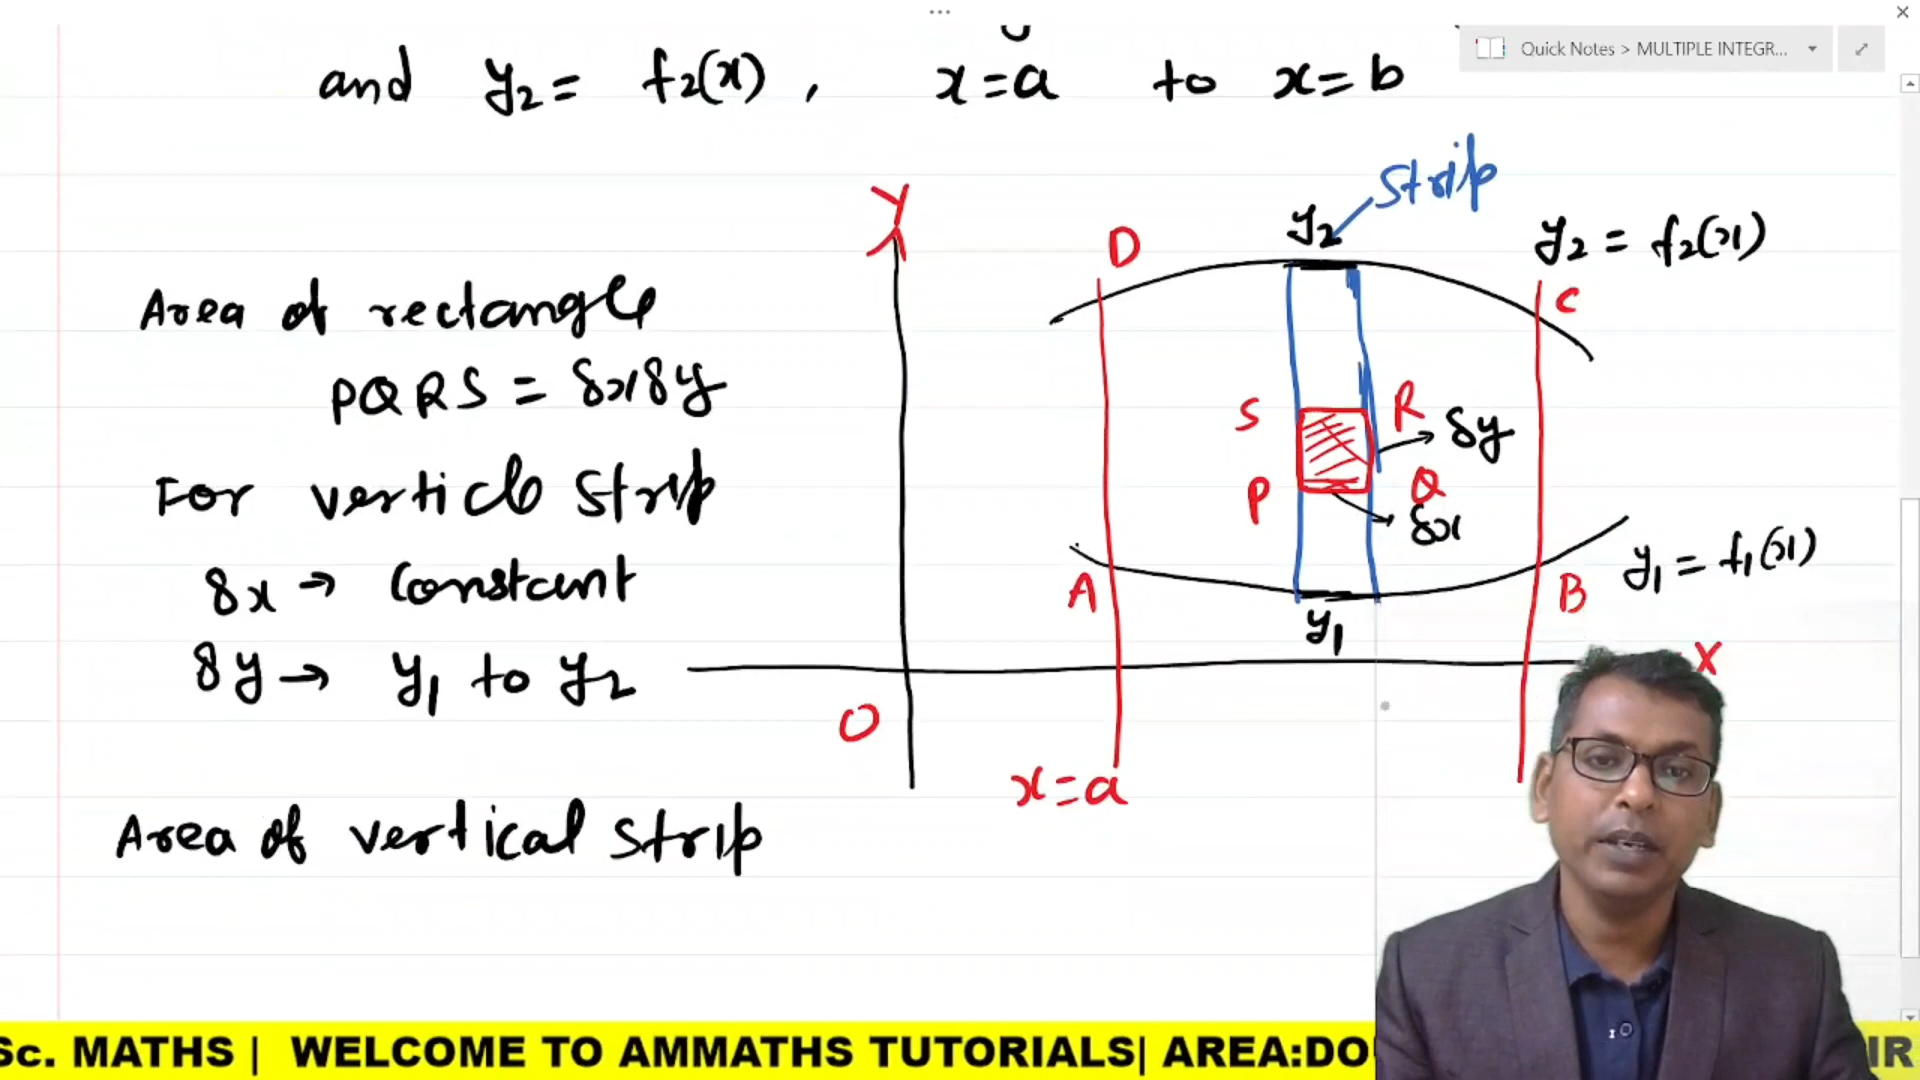 Quick Notes > MULTIPLE INTEGR...
and y₂ = f₂(x), x=a to x=b
Strip
Y
D
y₂
y₂ = f₂(x)
C
Area of rectangle
PQRS = δxδy
S
R
δy
P
Q
δx
For verticle strip
δx → Constant
A
B
y₁ = f₁(x)
y₁
δy → y₁ to y₂
X
O
x=a
Area of vertical strip
Sc. MATHS | WELCOME TO AMMATHS TUTORIALS| AREA:DO
IR